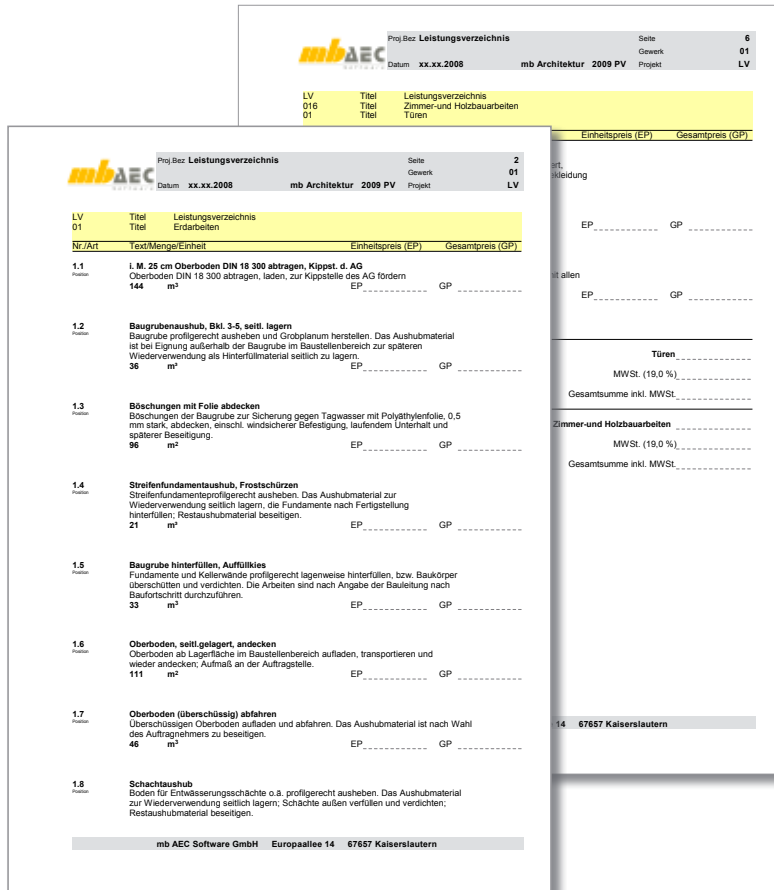 Proj.Bez Leistungsverzeichnis Seite 6
Gewerk 01
mb AEC Software
Datum xx.xx.2008 mb Architektur 2009 PV Projekt LV
LV Titel Leistungsverzeichnis
016 Titel Zimmer-und Holzbauarbeiten
01 Titel Türen
Einheitspreis (EP) Gesamtpreis (GP)
ert,
kleidung
EP GP
it allen
EP GP
Türen
MWSt. (19,0 %)
Gesamtsumme inkl. MWSt.
Zimmer-und Holzbauarbeiten
MWSt. (19,0 %)
Gesamtsumme inkl. MWSt.
14 67657 Kaiserslautern
Proj.Bez Leistungsverzeichnis Seite 2
Gewerk 01
mb AEC Software
Datum xx.xx.2008 mb Architektur 2009 PV Projekt LV
LV Titel Leistungsverzeichnis
01 Titel Erdarbeiten
Nr./Art Text/Menge/Einheit Einheitspreis (EP) Gesamtpreis (GP)
1.1 i. M. 25 cm Oberboden DIN 18 300 abtragen, Kippst. d. AG
Position Oberboden DIN 18 300 abtragen, laden, zur Kippstelle des AG fördern
144 m³ EP GP
1.2 Baugrubenaushub, Bkl. 3-5, seitl. lagern
Position Baugrube profilgerecht ausheben und Grobplanum herstellen. Das Aushubmaterial
ist bei Eignung außerhalb der Baugrube im Baustellenbereich zur späteren
Wiederverwendung als Hinterfüllmaterial seitlich zu lagern.
36 m³ EP GP
1.3 Böschungen mit Folie abdecken
Position Böschungen der Baugrube zur Sicherung gegen Tagwasser mit Polyäthylenfolie, 0,5
mm stark, abdecken, einschl. windsicherer Befestigung, laufendem Unterhalt und
späterer Beseitigung.
96 m² EP GP
1.4 Streifenfundamentaushub, Frostschürzen
Position Streifenfundamenteprofilgerecht ausheben. Das Aushubmaterial zur
Wiederverwendung seitlich lagern, die Fundamente nach Fertigstellung
hinterfüllen; Restaushubmaterial beseitigen.
21 m³ EP GP
1.5 Baugrube hinterfüllen, Auffüllkies
Position Fundamente und Kellerwände profilgerecht lagenweise hinterfüllen, bzw. Baukörper
überschütten und verdichten. Die Arbeiten sind nach Angabe der Bauleitung nach
Baufortschritt durchzuführen.
33 m³ EP GP
1.6 Oberboden, seitl.gelagert, andecken
Position Oberboden ab Lagerfläche im Baustellenbereich aufladen, transportieren und
wieder andecken; Aufmaß an der Auftragstelle.
111 m² EP GP
1.7 Oberboden (überschüssig) abfahren
Position Überschüssigen Oberboden aufladen und abfahren. Das Aushubmaterial ist nach Wahl
des Auftragnehmers zu beseitigen.
46 m³ EP GP
1.8 Schachtaushub
Position Boden für Entwässerungsschächte o.ä. profilgerecht ausheben. Das Aushubmaterial
zur Wiederverwendung seitlich lagern; Schächte außen verfüllen und verdichten;
Restaushubmaterial beseitigen.
mb AEC Software GmbH Europaallee 14 67657 Kaiserslautern